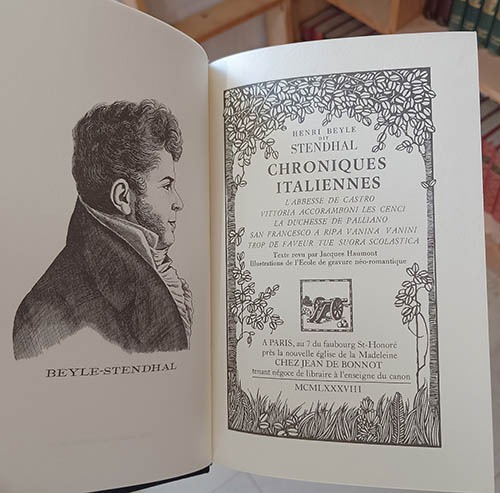 BEYLE-STENDHAL
HENRI BEYLE
DIT
STENDHAL
CHRONIQUES
ITALIENNES
L'ABBESSE DE CASTRO
VITTORIA ACCORAMBONI LES CENCI
LA DUCHESSE DE PALLIANO
SAN FRANCESCO A RIPA VANINA VANINI
TROP DE FAVEUR TUE SUORA SCOLASTICA
Texte revu par Jacques Haumont
Illustrations de l'Ecole de gravure néo-romantique
A PARIS, au 7 du faubourg St-Honoré
près la nouvelle église de la Madeleine
CHEZ JEAN DE BONNOT
tenant négoce de libraire à l'enseigne du canon
MCMLXXXVIII